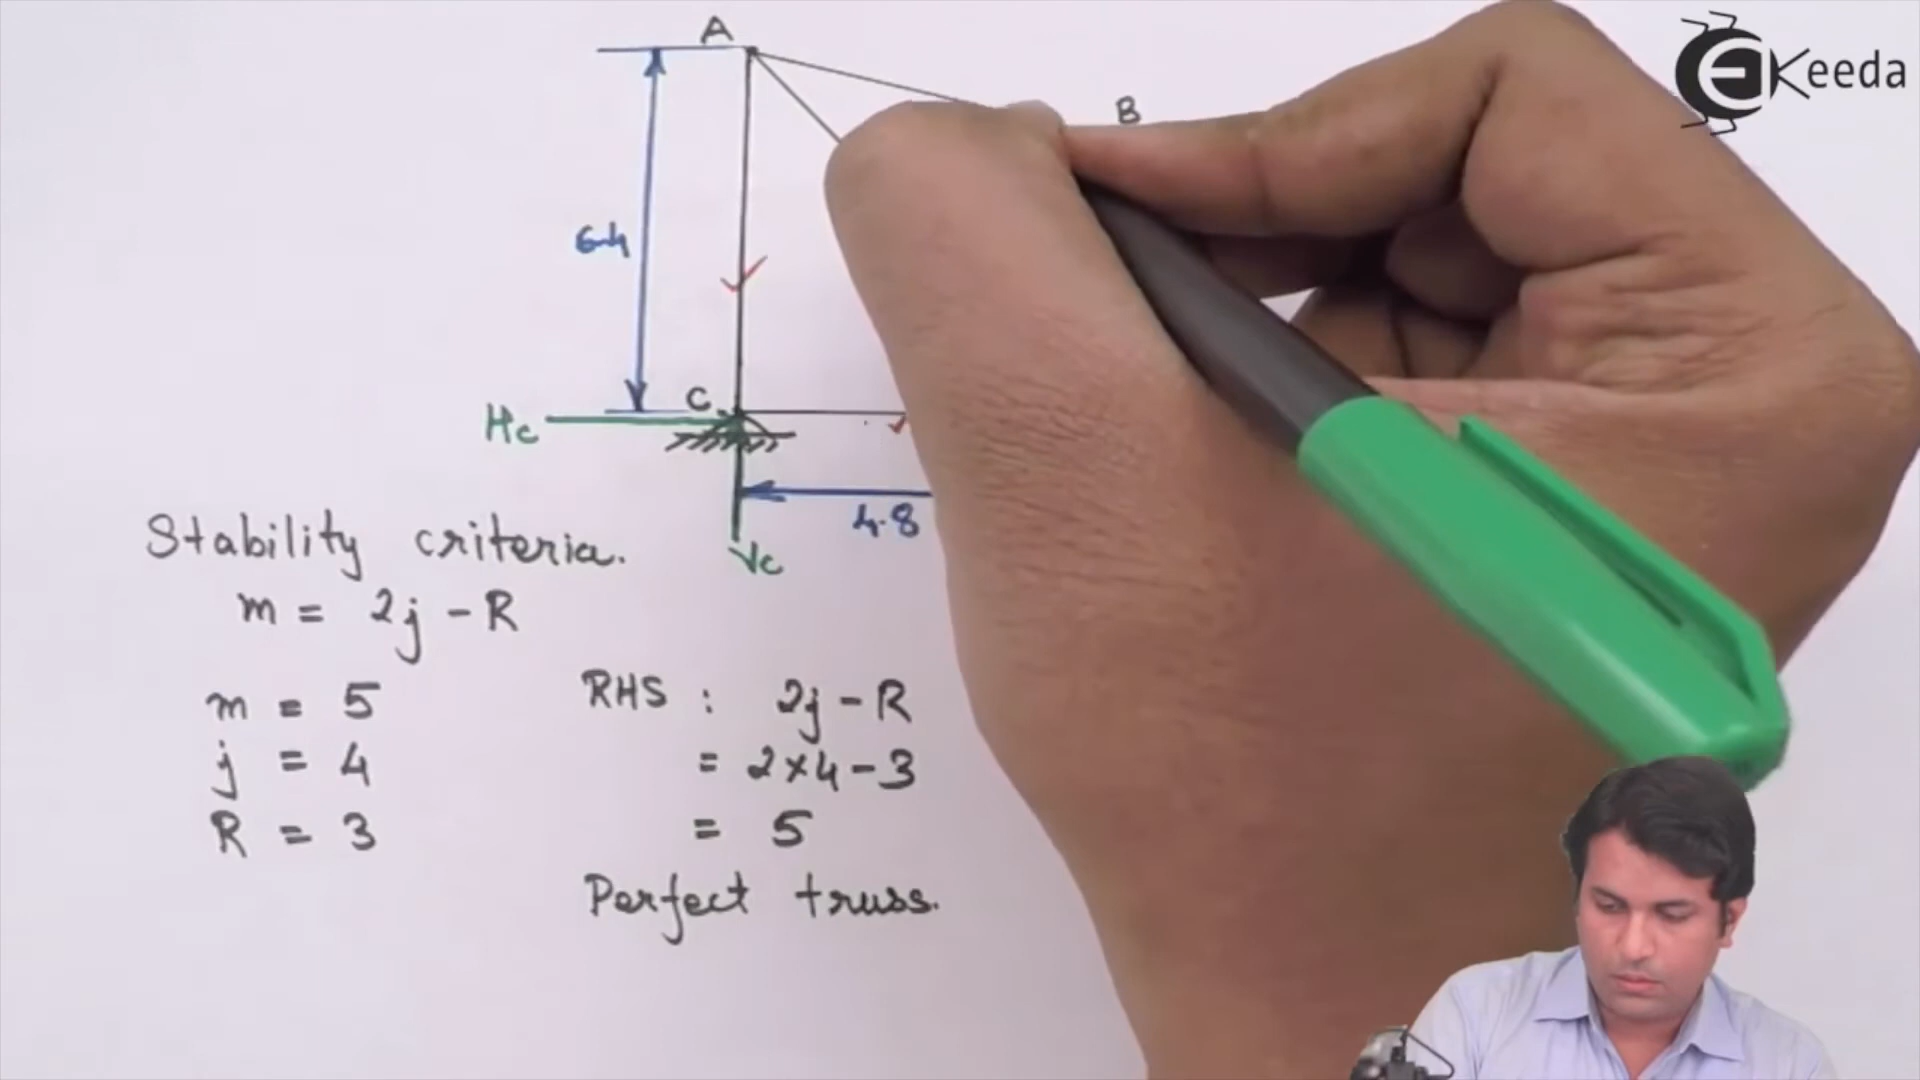 A
B
EKeeda
6.4
C
Hc
4.8
Vc
Stability criteria.
m = 2j - R
m = 5
j = 4
R = 3
RHS : 2j - R
= 2×4-3
= 5
Perfect truss.